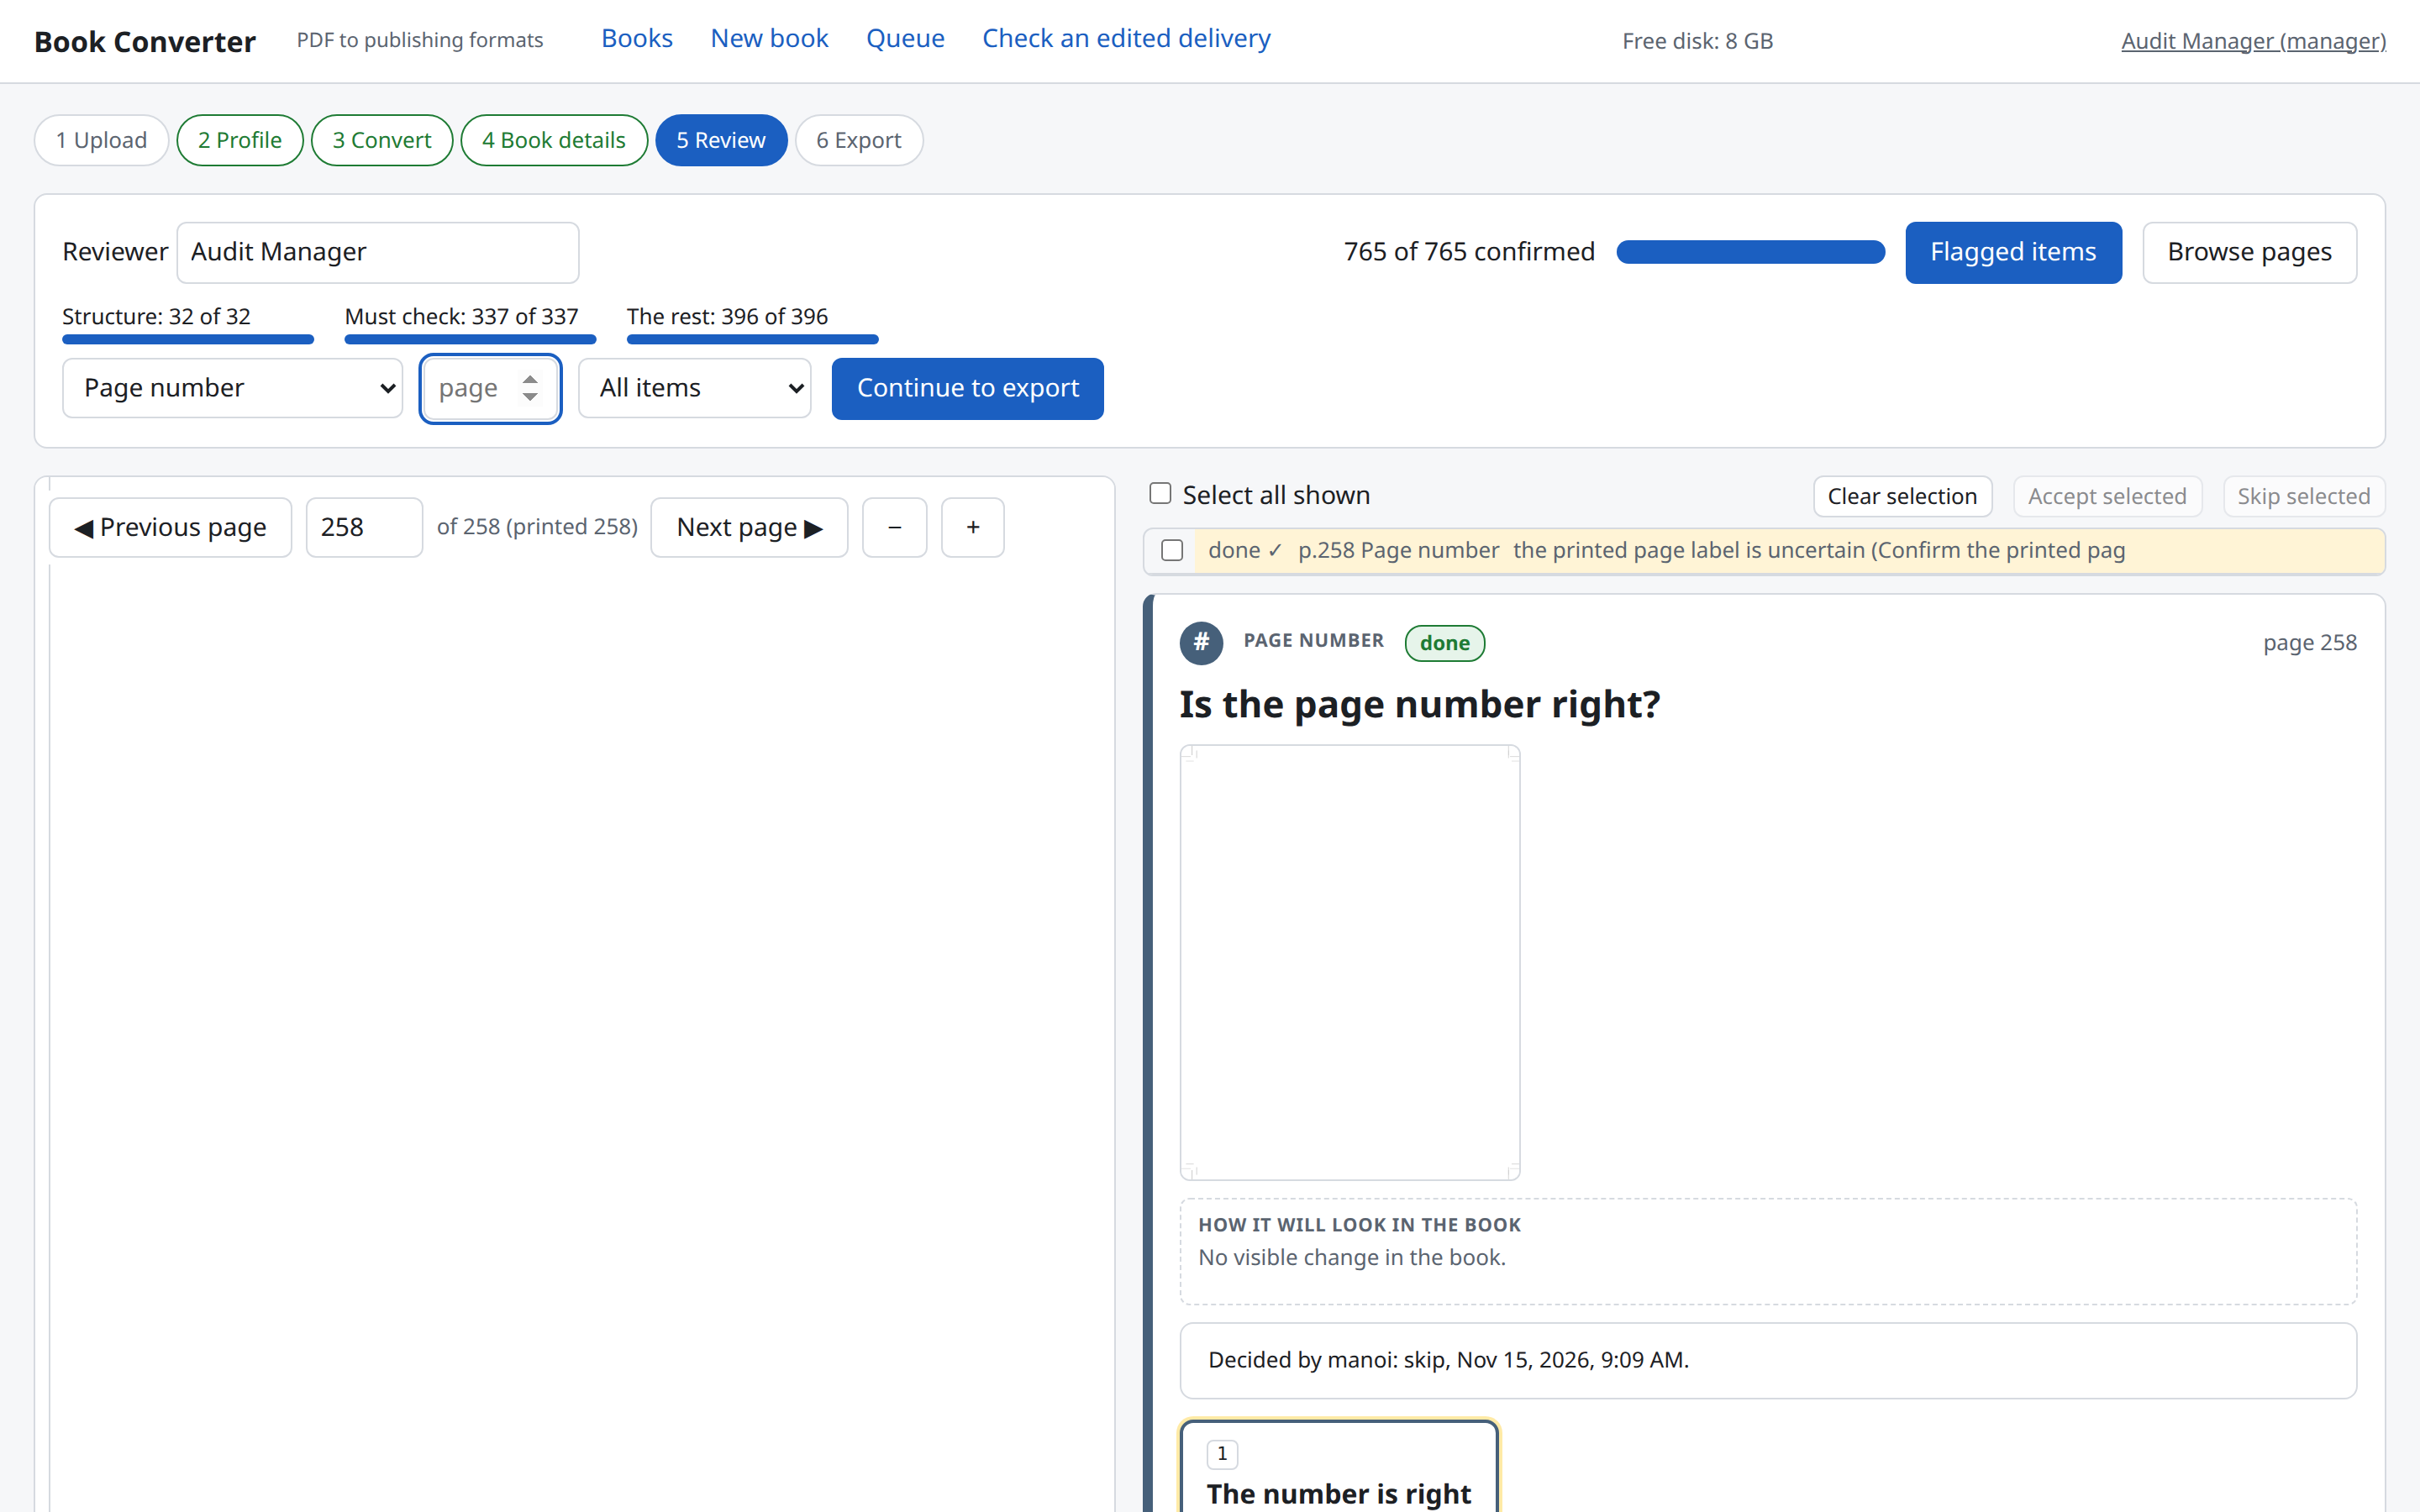 Book Converter PDF to publishing formats Books New book Queue Check an edited delivery Free disk: 8 GB Audit Manager (manager)
1 Upload 2 Profile 3 Convert 4 Book details 5 Review 6 Export
Reviewer Audit Manager 765 of 765 confirmed Flagged items Browse pages
Structure: 32 of 32 Must check: 337 of 337 The rest: 396 of 396
Page number page All items Continue to export
◀ Previous page 258 of 258 (printed 258) Next page ▶ − +
Select all shown Clear selection Accept selected Skip selected
done ✓ p.258 Page number the printed page label is uncertain (Confirm the printed pag
# PAGE NUMBER done page 258
Is the page number right?
HOW IT WILL LOOK IN THE BOOK
No visible change in the book.
Decided by manoi: skip, Nov 15, 2026, 9:09 AM.
1
The number is right